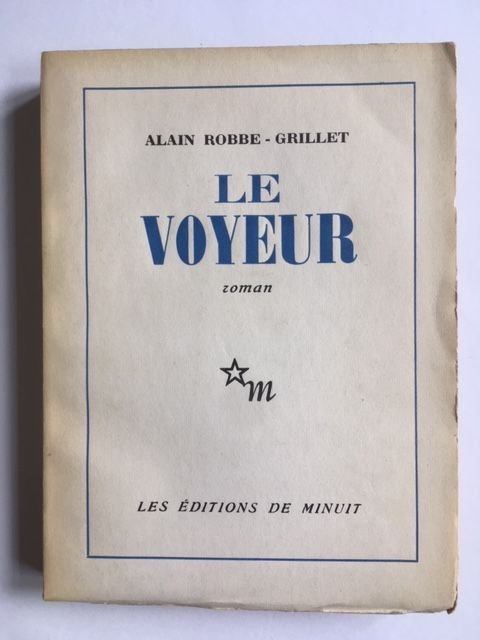 ALAIN ROBBE-GRILLET
LE
VOYEUR
roman
m
LES ÉDITIONS DE MINUIT